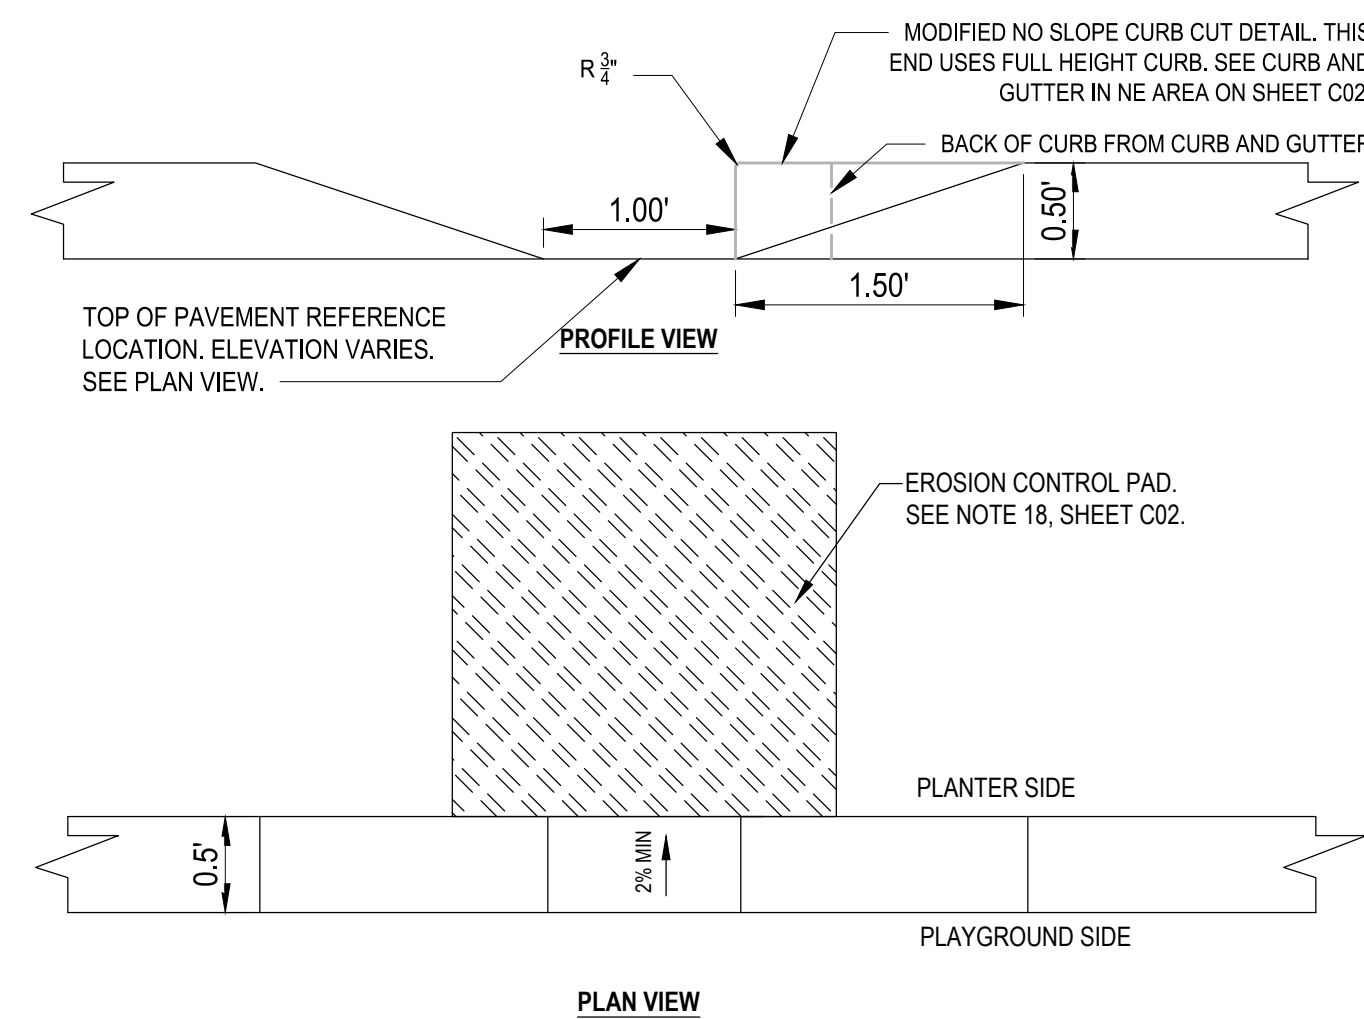 MODIFIED NO SLOPE CURB CUT DETAIL. THIS
END USES FULL HEIGHT CURB. SEE CURB AND
GUTTER IN NE AREA ON SHEET C02
R 3/4"
BACK OF CURB FROM CURB AND GUTTER
1.00'
0.50'
1.50'
TOP OF PAVEMENT REFERENCE
LOCATION. ELEVATION VARIES.
SEE PLAN VIEW.
PROFILE VIEW
EROSION CONTROL PAD.
SEE NOTE 18, SHEET C02.
PLANTER SIDE
0.5'
2% MIN
PLAYGROUND SIDE
PLAN VIEW